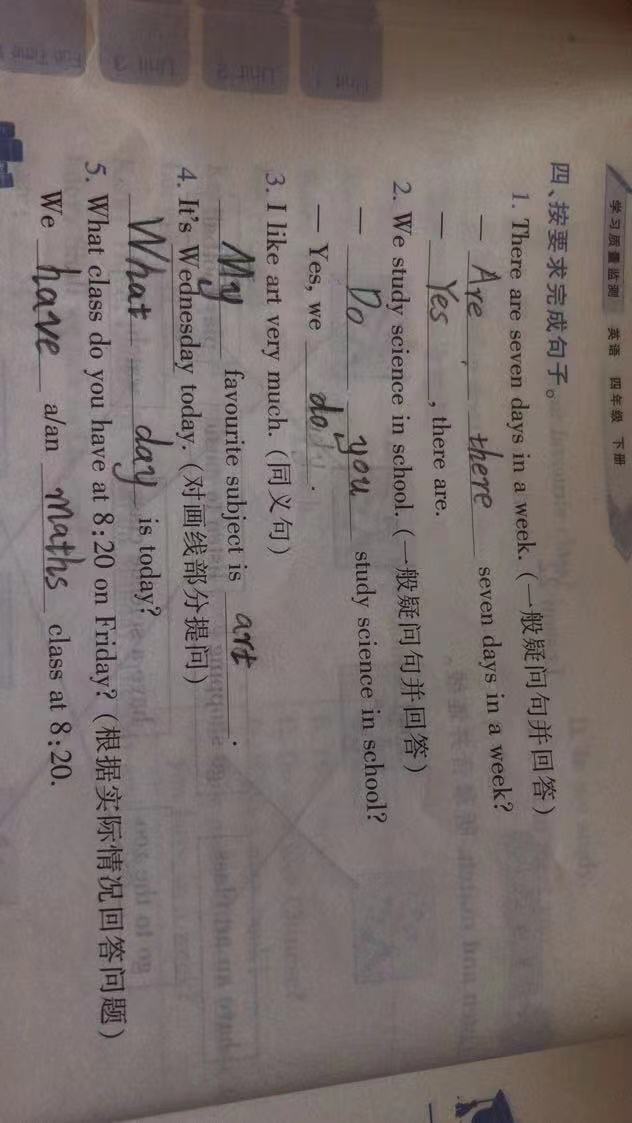 学习质量监测 英语 四年级 下册
四、按要求完成句子。
1. There are seven days in a week. (一般疑问句并回答)
— Are there seven days in a week?
— Yes, there are.
2. We study science in school. (一般疑问句并回答)
— Do you study science in school?
— Yes, we do.
3. I like art very much. (同义句)
My favourite subject is art.
4. It's Wednesday today. (对画线部分提问)
What day is today?
5. What class do you have at 8:20 on Friday? (根据实际情况回答问题)
We have a/an maths class at 8:20.
Unit
Unit 2
Unit 3